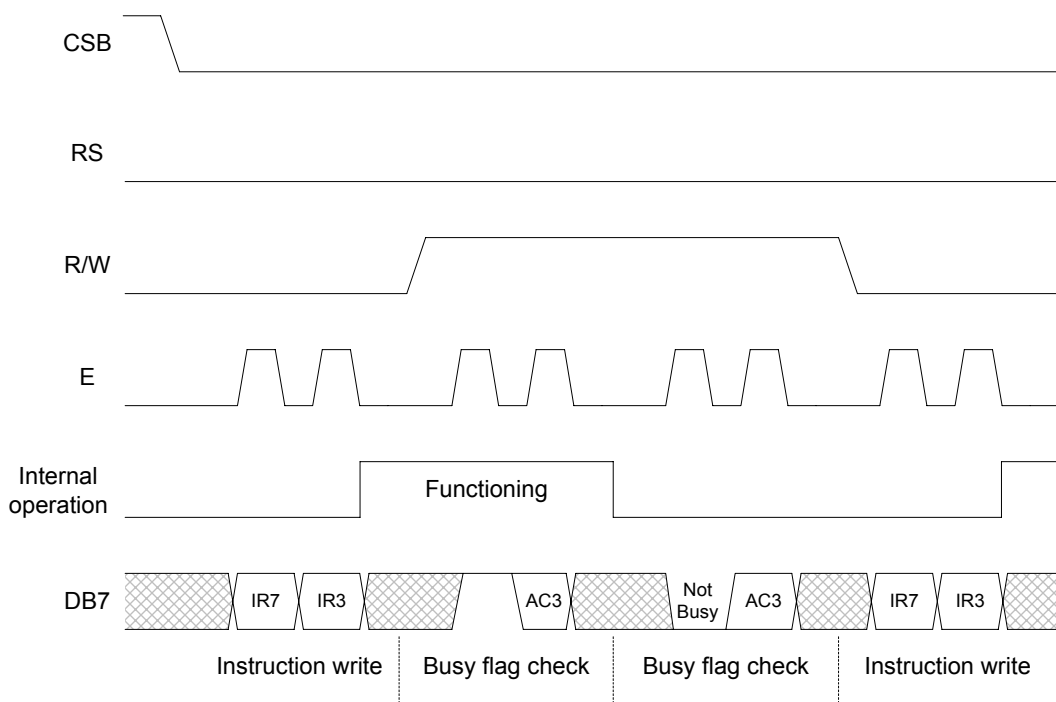 CSB
RS
R/W
E
Internal
operation
Functioning
DB7
IR7
IR3
AC3
Not
Busy
AC3
IR7
IR3
Instruction write
Busy flag check
Busy flag check
Instruction write